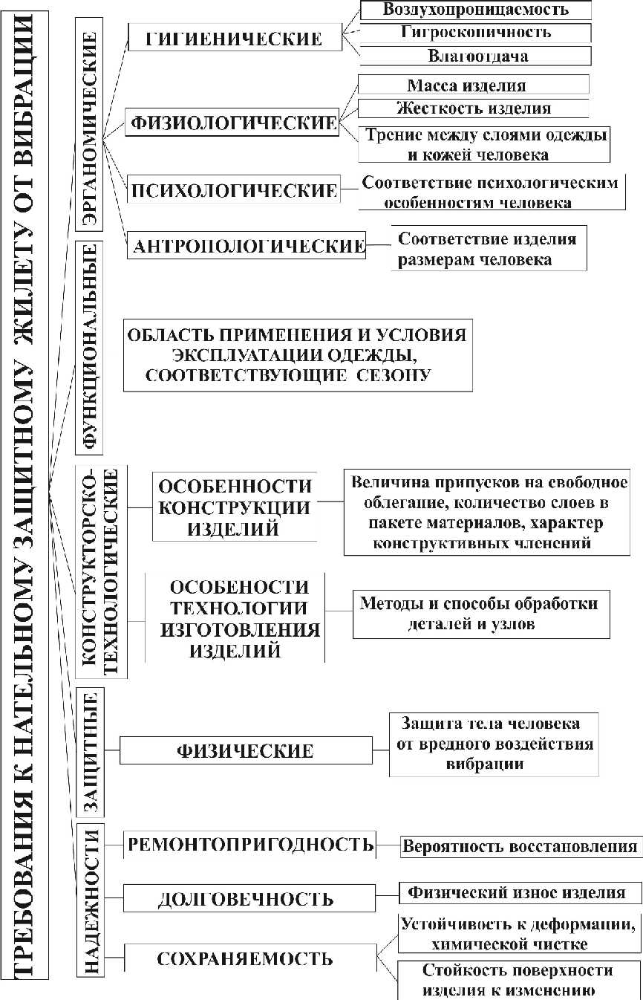 ТРЕБОВАНИЯ К НАТЕЛЬНОМУ ЗАЩИТНОМУ ЖИЛЕТУ ОТ ВИБРАЦИИ
ЭРГАНОМИЧЕСКИЕ
ГИГИЕНИЧЕСКИЕ
Воздухопроницаемость
Гигроскопичность
Влагоотдача
ФИЗИОЛОГИЧЕСКИЕ
Масса изделия
Жесткость изделия
Трение между слоями одежды
и кожей человека
ПСИХОЛОГИЧЕСКИЕ
Соответствие психологическим
особенностям человека
АНТРОПОЛОГИЧЕСКИЕ
Соответствие изделия
размерам человека
ФУНКЦИОНАЛЬНЫЕ
ОБЛАСТЬ ПРИМЕНЕНИЯ И УСЛОВИЯ
ЭКСПЛУАТАЦИИ ОДЕЖДЫ,
СООТВЕТСТВУЮЩИЕ СЕЗОНУ
КОНСТРУКТОРСКО-
ТЕХНОЛОГИЧЕСКИЕ
ОСОБЕННОСТИ
КОНСТРУКЦИИ
ИЗДЕЛИЙ
Величина припусков на свободное
облегание, количество слоев в
пакете материалов, характер
конструктивных членений
ОСОБЕНОСТИ
ТЕХНОЛОГИИ
ИЗГОТОВЛЕНИЯ
ИЗДЕЛИЙ
Методы и способы обработки
деталей и узлов
ЗАЩИТНЫЕ
ФИЗИЧЕСКИЕ
Защита тела человека
от вредного воздействия
вибрации
НАДЕЖНОСТИ
РЕМОНТОПРИГОДНОСТЬ
Вероятность восстановления
ДОЛГОВЕЧНОСТЬ
Физический износ изделия
СОХРАНЯЕМОСТЬ
Устойчивость к деформации,
химической чистке
Стойкость поверхности
изделия к изменению